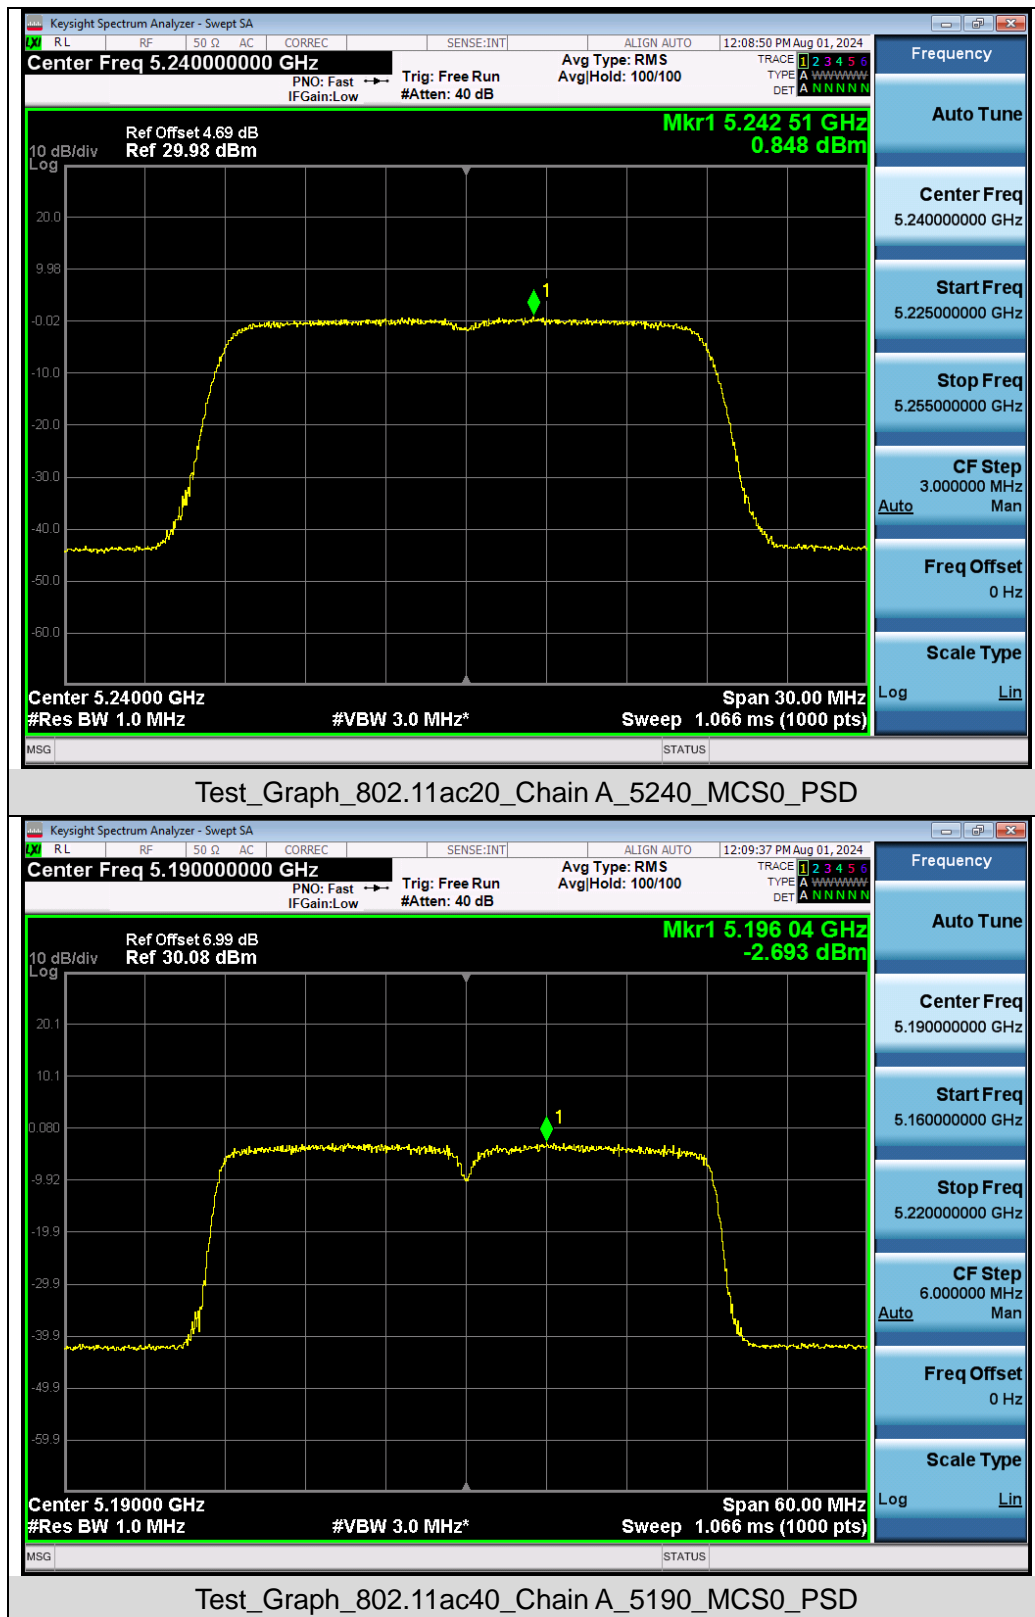 Keysight Spectrum Analyzer - Swept SA
LXI RL RF 50 Ω AC CORREC SENSE:INT ALIGN AUTO 12:08:50 PM Aug 01, 2024
Center Freq 5.240000000 GHz
PNO: Fast
IFGain:Low
Trig: Free Run
#Atten: 40 dB
Avg Type: RMS
Avg|Hold: 100/100
TRACE 1 2 3 4 5 6
TYPE A WWWWW
DET A N N N N N
Ref Offset 4.69 dB
Ref 29.98 dBm
10 dB/div
Log
Mkr1 5.242 51 GHz
0.848 dBm
20.0
9.98
-0.02
-10.0
-20.0
-30.0
-40.0
-50.0
-60.0
1
Center 5.24000 GHz
Span 30.00 MHz
#Res BW 1.0 MHz
#VBW 3.0 MHz*
Sweep 1.066 ms (1000 pts)
MSG
STATUS
Frequency
Auto Tune
Center Freq
5.240000000 GHz
Start Freq
5.225000000 GHz
Stop Freq
5.255000000 GHz
CF Step
3.000000 MHz
Auto Man
Freq Offset
0 Hz
Scale Type
Log Lin
Test_Graph_802.11ac20_Chain A_5240_MCS0_PSD
Keysight Spectrum Analyzer - Swept SA
LXI RL RF 50 Ω AC CORREC SENSE:INT ALIGN AUTO 12:09:37 PM Aug 01, 2024
Center Freq 5.190000000 GHz
PNO: Fast
IFGain:Low
Trig: Free Run
#Atten: 40 dB
Avg Type: RMS
Avg|Hold: 100/100
TRACE 1 2 3 4 5 6
TYPE A WWWWW
DET A N N N N N
Ref Offset 6.99 dB
Ref 30.08 dBm
10 dB/div
Log
Mkr1 5.196 04 GHz
-2.693 dBm
20.1
10.1
0.080
-9.92
-19.9
-29.9
-39.9
-49.9
-59.9
1
Center 5.19000 GHz
Span 60.00 MHz
#Res BW 1.0 MHz
#VBW 3.0 MHz*
Sweep 1.066 ms (1000 pts)
MSG
STATUS
Frequency
Auto Tune
Center Freq
5.190000000 GHz
Start Freq
5.160000000 GHz
Stop Freq
5.220000000 GHz
CF Step
6.000000 MHz
Auto Man
Freq Offset
0 Hz
Scale Type
Log Lin
Test_Graph_802.11ac40_Chain A_5190_MCS0_PSD